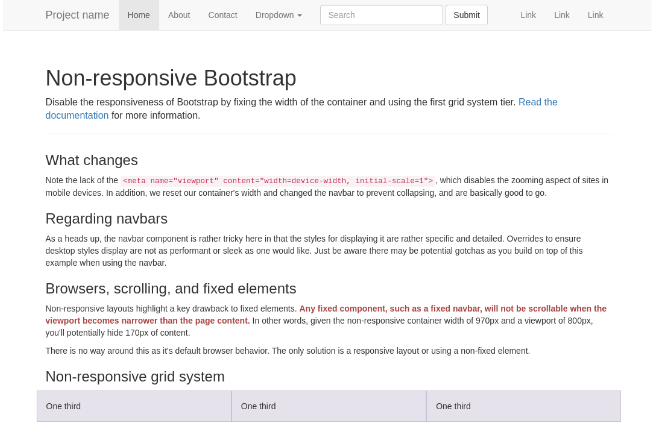 Project name Home About Contact Dropdown Search Submit Link Link Link
Non-responsive Bootstrap
Disable the responsiveness of Bootstrap by fixing the width of the container and using the first grid system tier. Read the
documentation for more information.
What changes
Note the lack of the <meta name="viewport" content="width=device-width, initial-scale=1">, which disables the zooming aspect of sites in
mobile devices. In addition, we reset our container's width and changed the navbar to prevent collapsing, and are basically good to go.
Regarding navbars
As a heads up, the navbar component is rather tricky here in that the styles for displaying it are rather specific and detailed. Overrides to ensure
desktop styles display are not as performant or sleek as one would like. Just be aware there may be potential gotchas as you build on top of this
example when using the navbar.
Browsers, scrolling, and fixed elements
Non-responsive layouts highlight a key drawback to fixed elements. Any fixed component, such as a fixed navbar, will not be scrollable when the
viewport becomes narrower than the page content. In other words, given the non-responsive container width of 970px and a viewport of 800px,
you'll potentially hide 170px of content.
There is no way around this as it's default browser behavior. The only solution is a responsive layout or using a non-fixed element.
Non-responsive grid system
One third One third One third